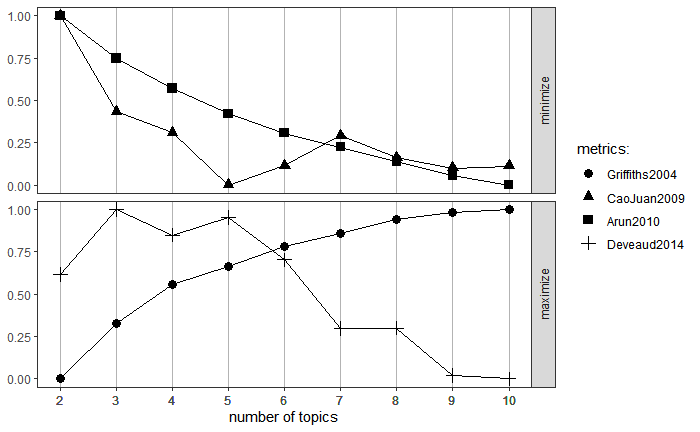 1.00
0.75
0.50
0.25
0.00
minimize
1.00
0.75
0.50
0.25
0.00
maximize
2 3 4 5 6 7 8 9 10
number of topics
metrics:
Griffiths2004
CaoJuan2009
Arun2010
Deveaud2014